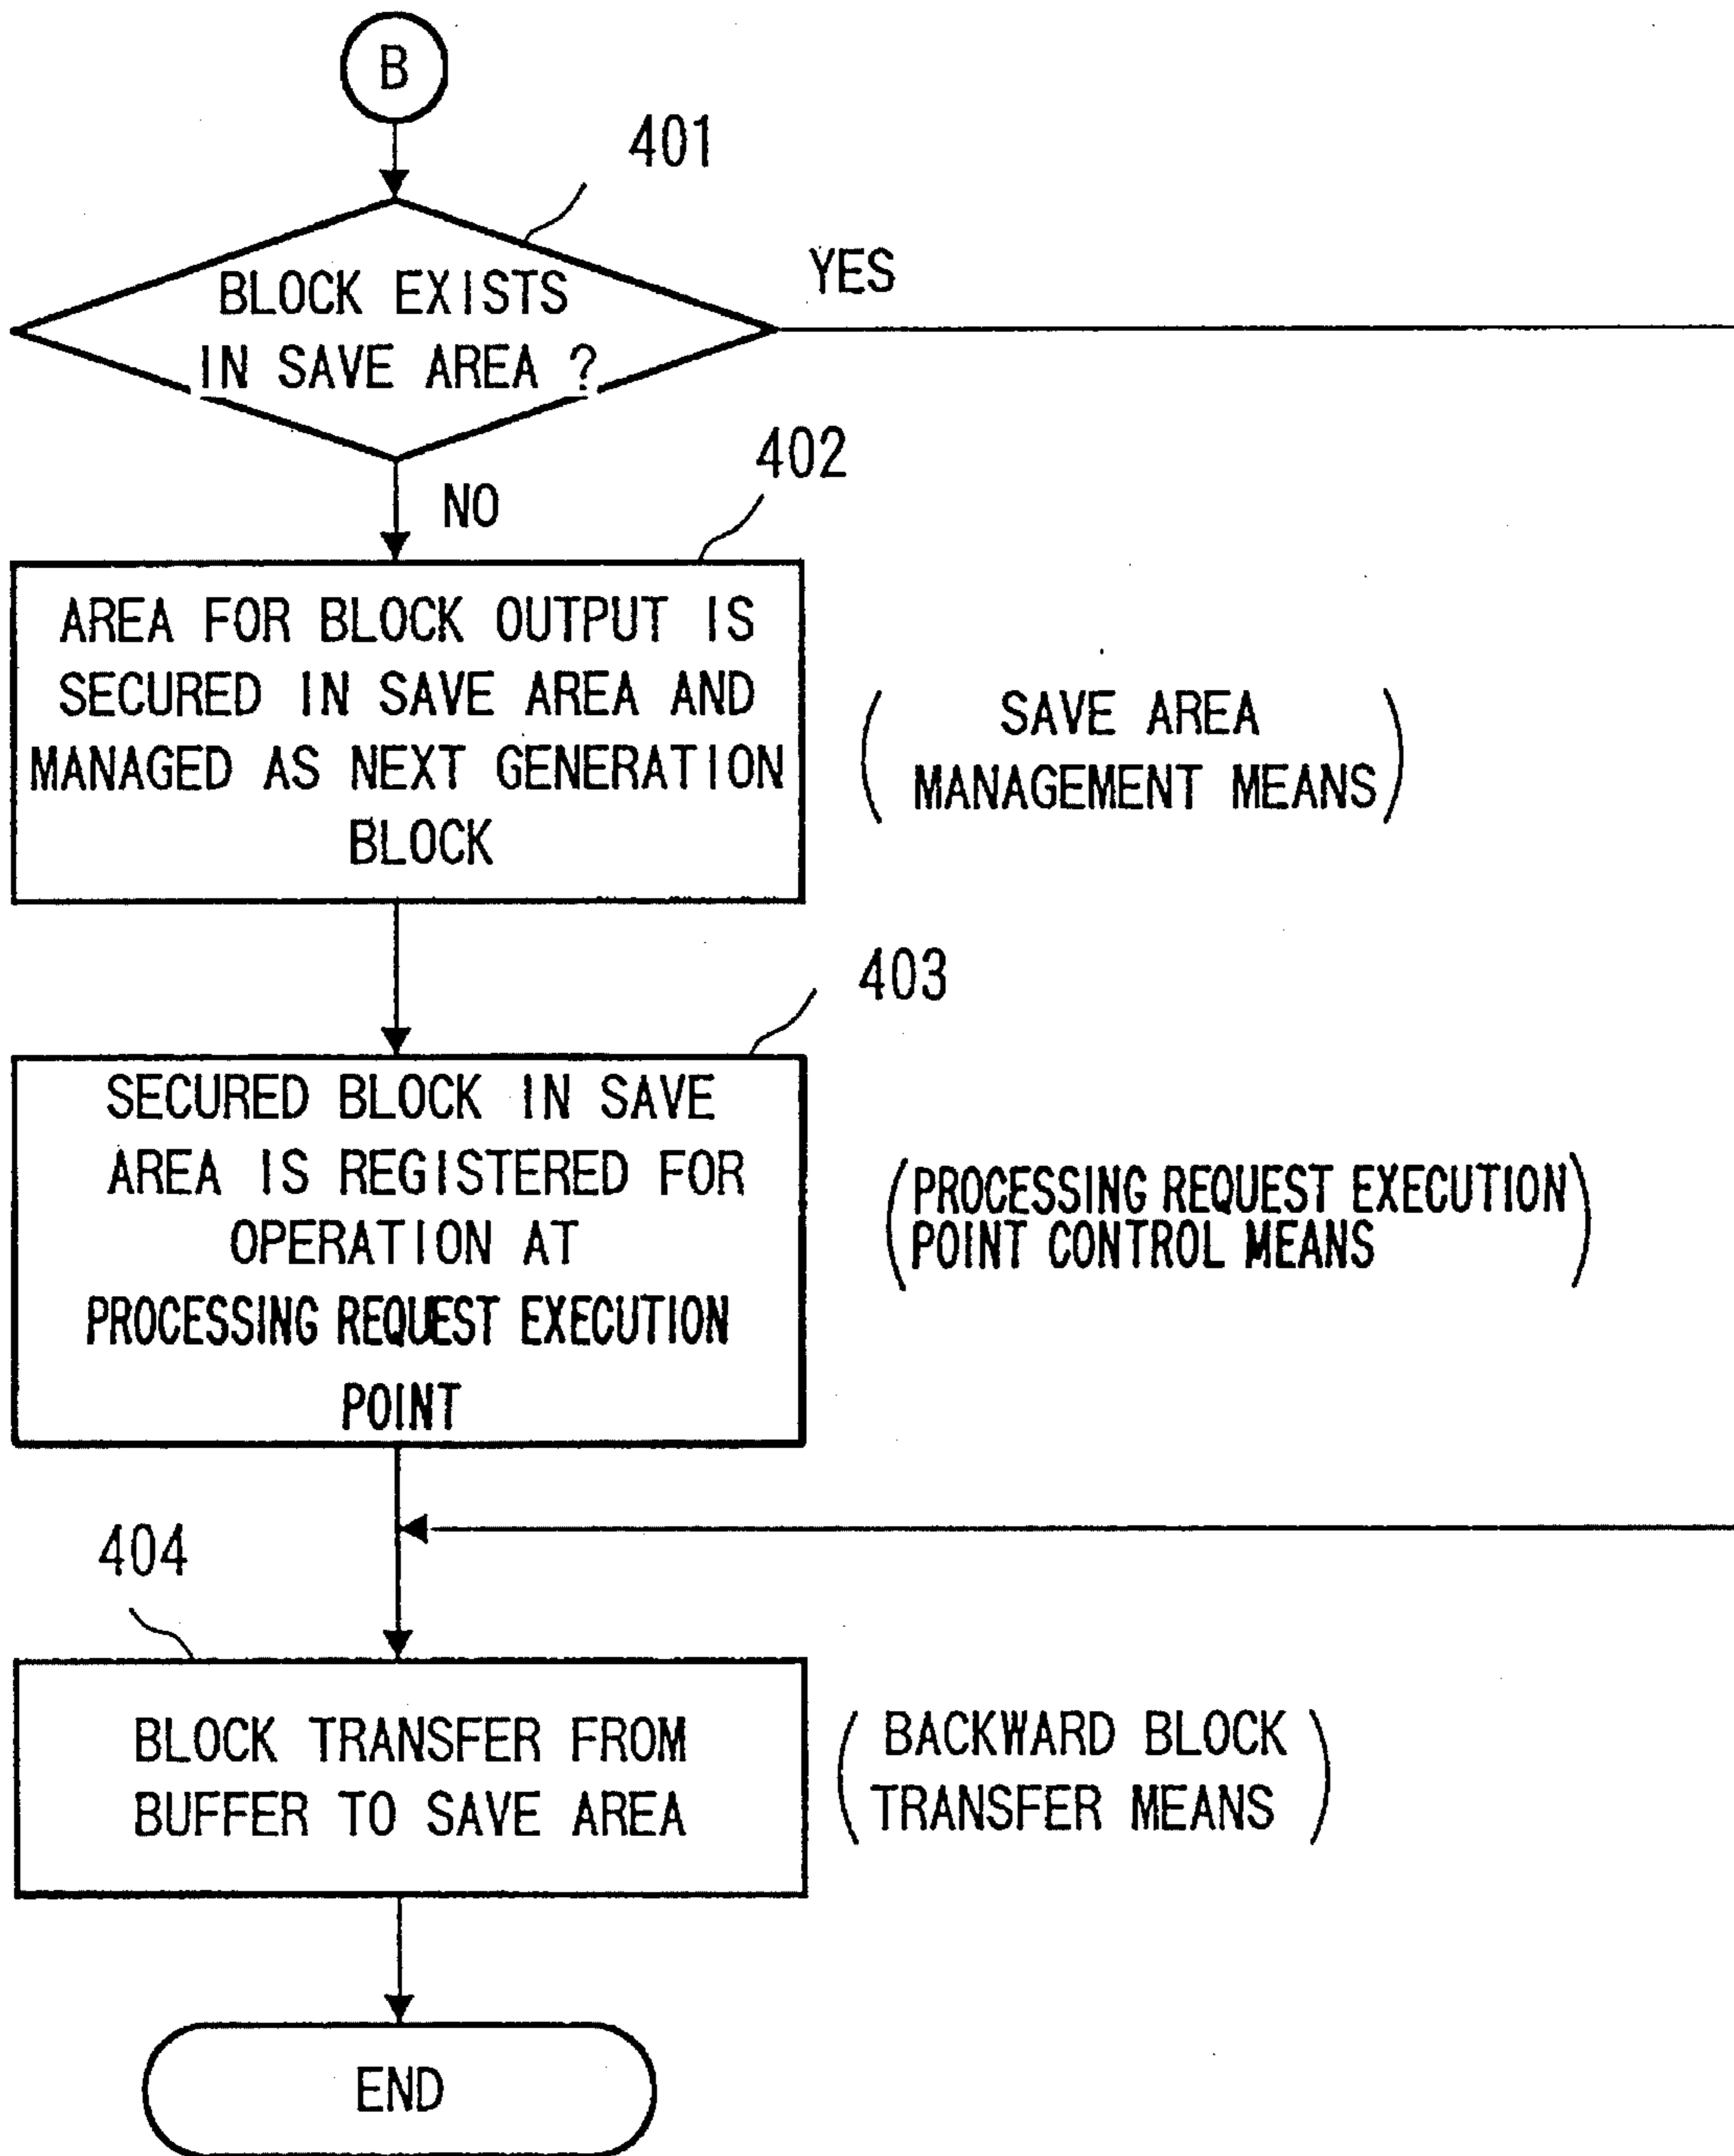 B
401
BLOCK EXISTS
IN SAVE AREA ?
YES
NO
402
AREA FOR BLOCK OUTPUT IS
SECURED IN SAVE AREA AND
MANAGED AS NEXT GENERATION
BLOCK
( SAVE AREA
MANAGEMENT MEANS )
403
SECURED BLOCK IN SAVE
AREA IS REGISTERED FOR
OPERATION AT
PROCESSING REQUEST EXECUTION
POINT
( PROCESSING REQUEST EXECUTION
POINT CONTROL MEANS )
404
BLOCK TRANSFER FROM
BUFFER TO SAVE AREA
( BACKWARD BLOCK
TRANSFER MEANS )
END